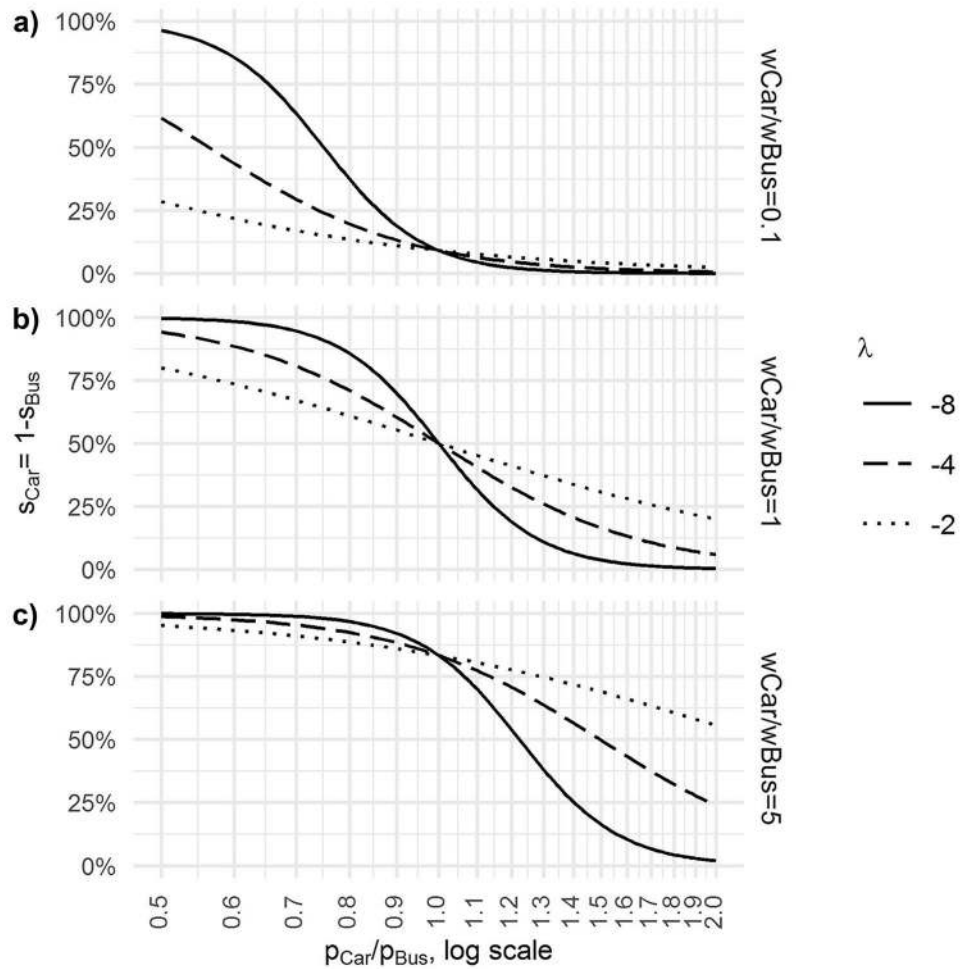 a)
100%
75%
50%
25%
0%
wCar/wBus=0.1
b)
100%
75%
50%
25%
0%
wCar/wBus=1
c)
100%
75%
50%
25%
0%
wCar/wBus=5
sCar= 1-sBus
0.5 0.6 0.7 0.8 0.9 1.0 1.1 1.2 1.3 1.4 1.5 1.6 1.7 1.8 1.9 2.0
pCar/pBus, log scale
λ
-8
-4
-2